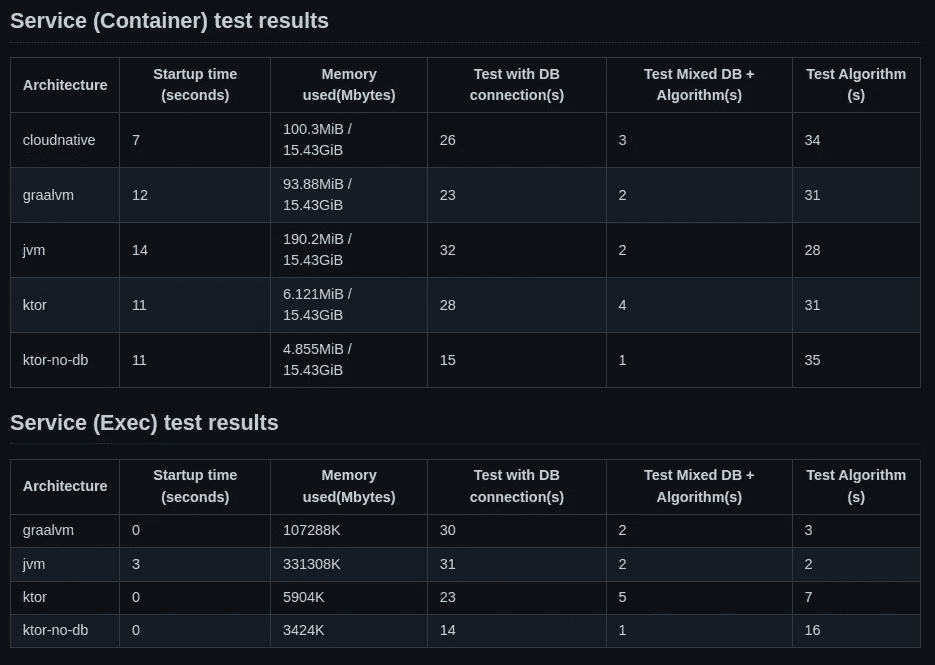 Service (Container) test results
Architecture Startup time (seconds) Memory used(Mbytes) Test with DB connection(s) Test Mixed DB + Algorithm(s) Test Algorithm (s)
cloudnative 7 100.3MiB / 15.43GiB 26 3 34
graalvm 12 93.88MiB / 15.43GiB 23 2 31
jvm 14 190.2MiB / 15.43GiB 32 2 28
ktor 11 6.121MiB / 15.43GiB 28 4 31
ktor-no-db 11 4.855MiB / 15.43GiB 15 1 35
Service (Exec) test results
Architecture Startup time (seconds) Memory used(Mbytes) Test with DB connection(s) Test Mixed DB + Algorithm(s) Test Algorithm (s)
graalvm 0 107288K 30 2 3
jvm 3 331308K 31 2 2
ktor 0 5904K 23 5 7
ktor-no-db 0 3424K 14 1 16